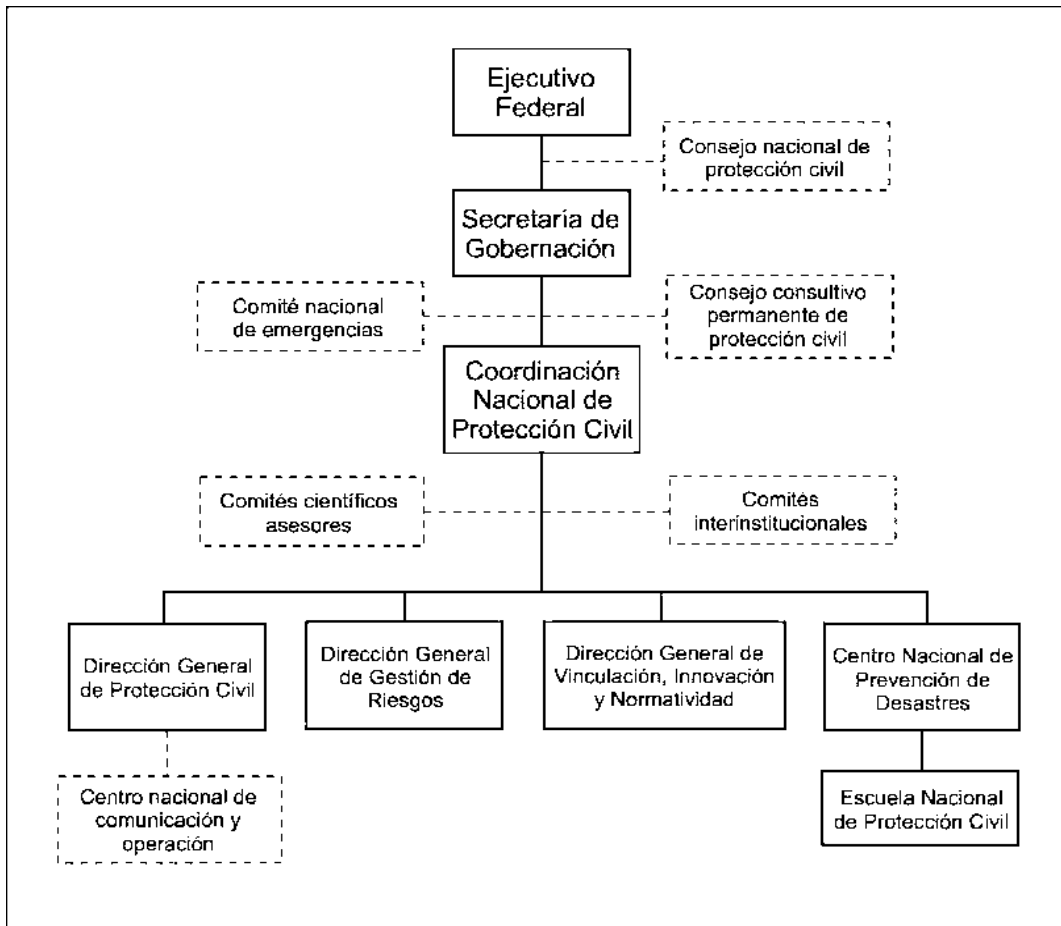 Ejecutivo
Federal
Consejo nacional de
protección civil
Secretaría de
Gobernación
Comité nacional
de emergencias
Consejo consultivo
permanente de
protección civil
Coordinación
Nacional de
Protección Civil
Comités científicos
asesores
Comités
interinstitucionales
Dirección General
de Protección Civil
Dirección General
de Gestión de
Riesgos
Dirección General de
Vinculación, Innovación
y Normatividad
Centro Nacional de
Prevención de
Desastres
Centro nacional de
comunicación y
operación
Escuela Nacional
de Protección Civil